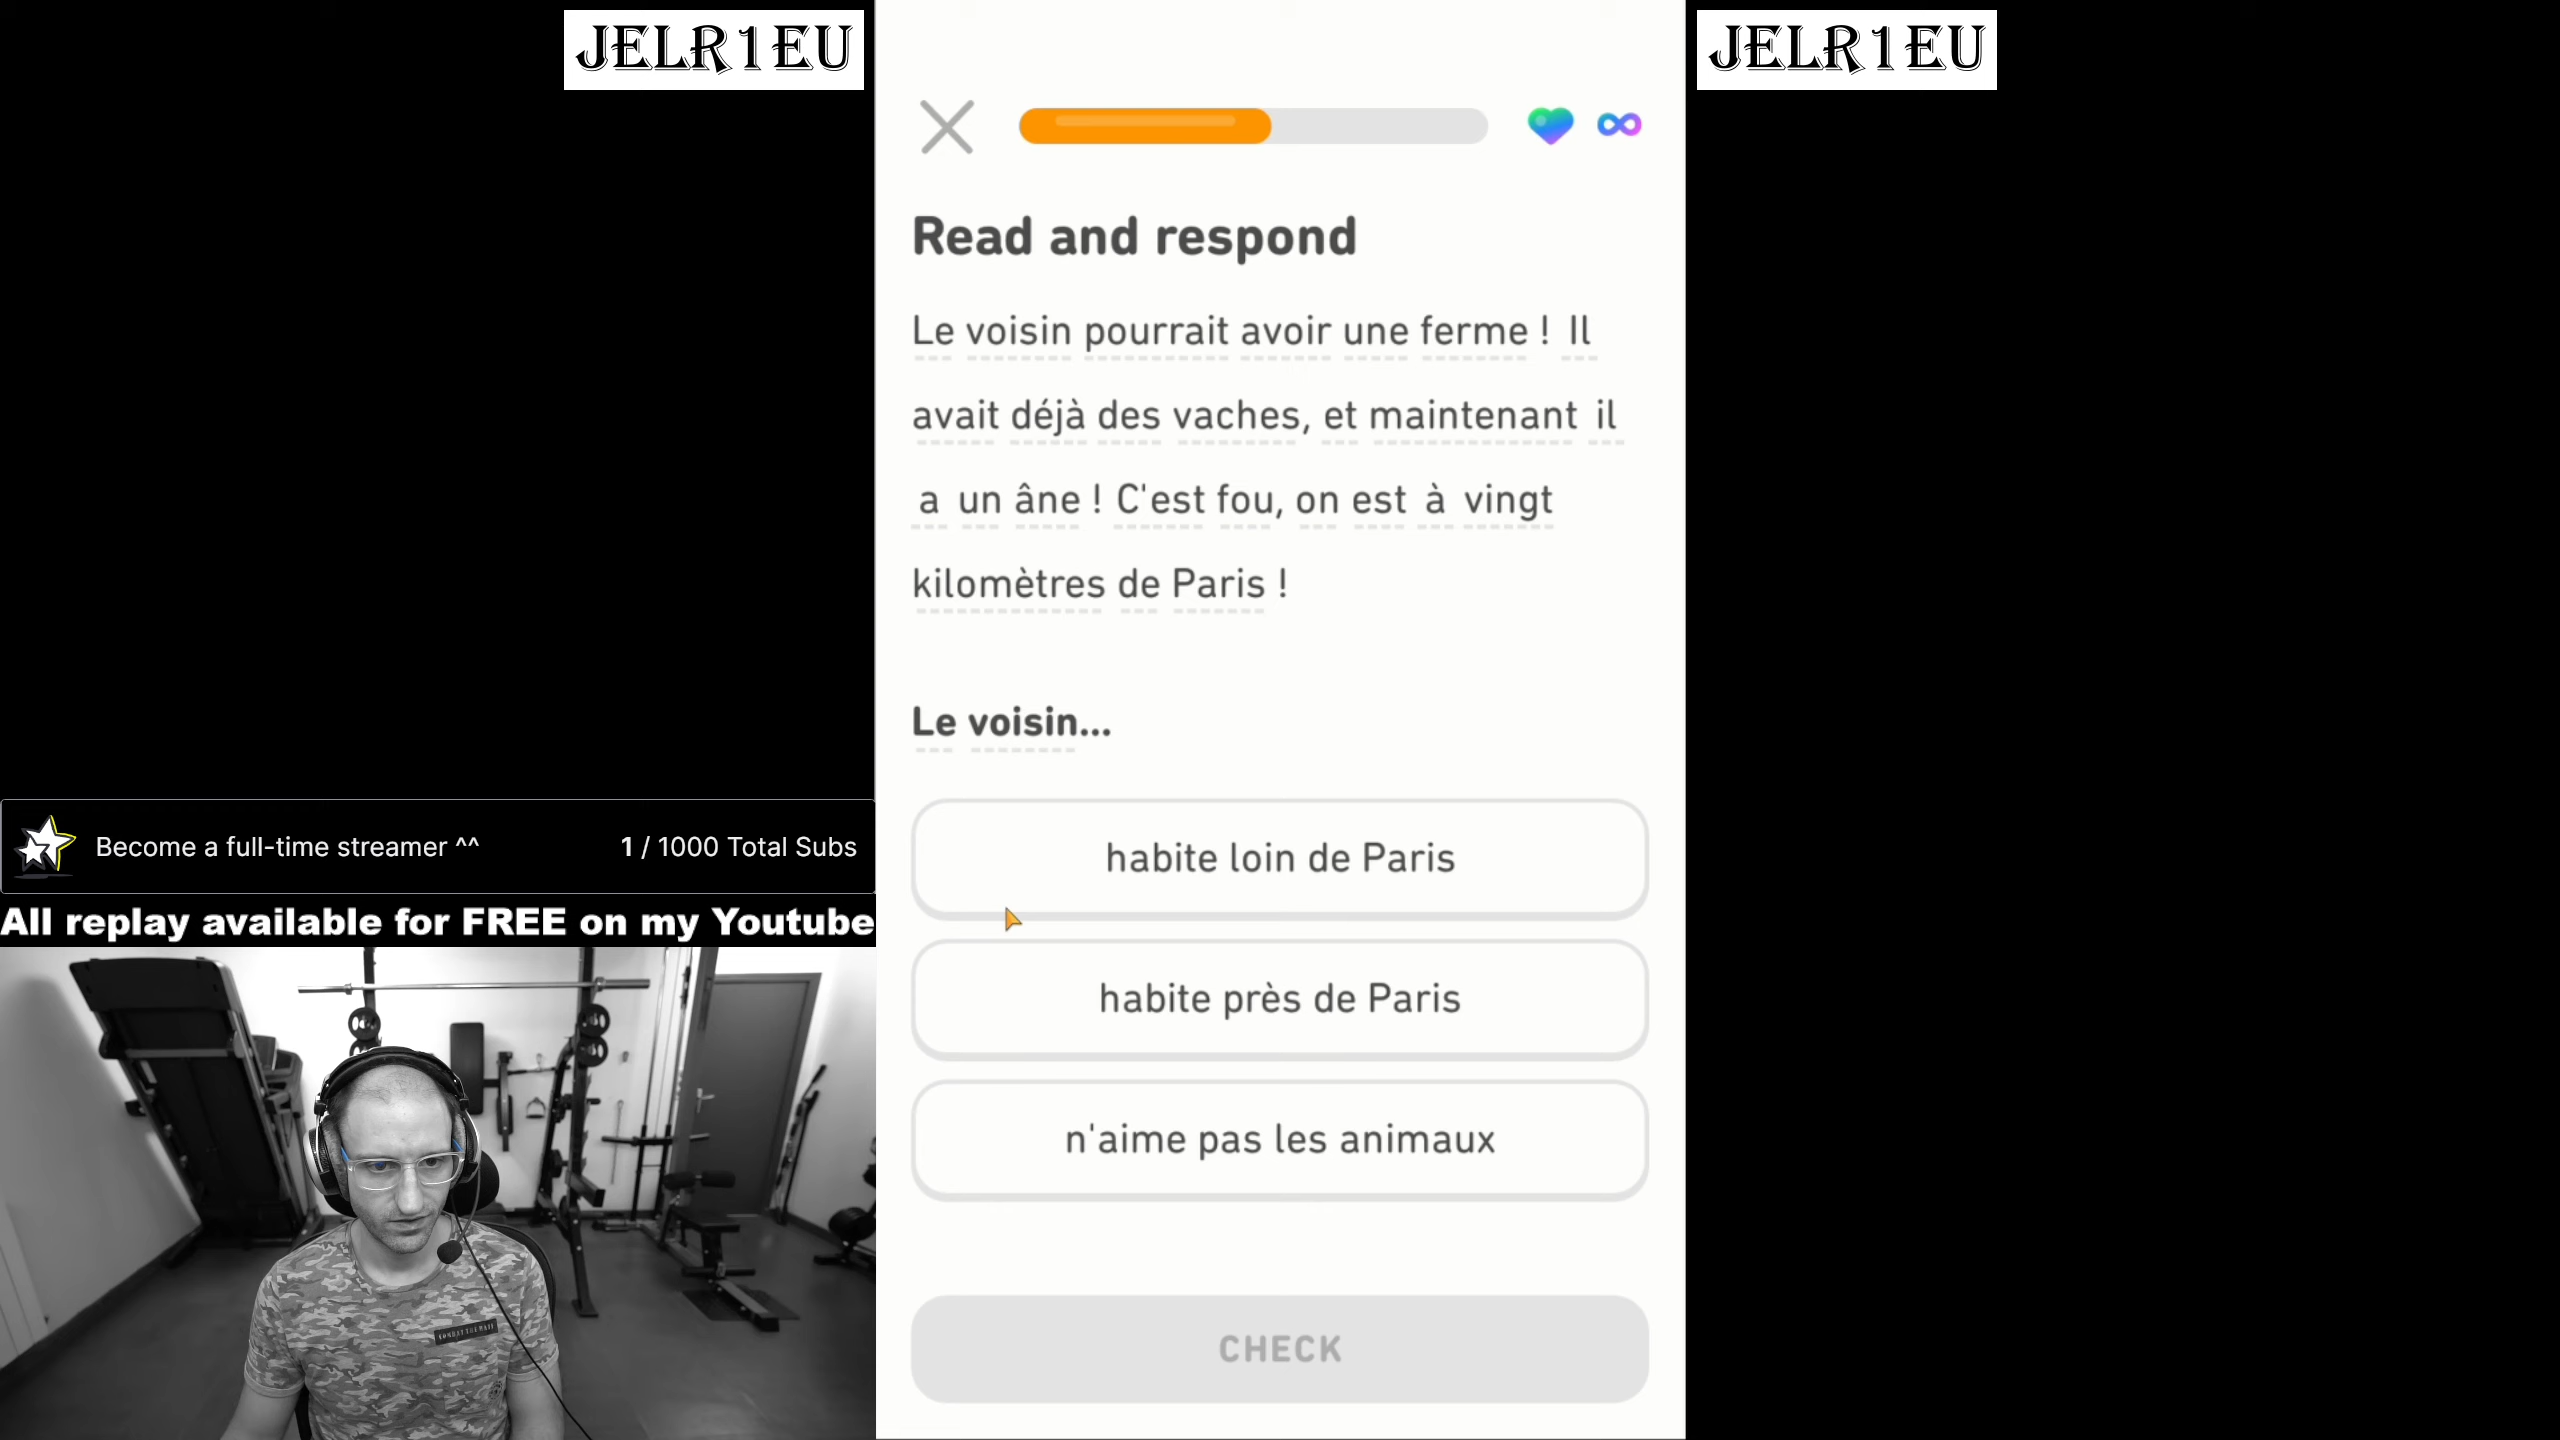 JELR1EU
JELR1EU
Read and respond
Le voisin pourrait avoir une ferme ! Il
avait déjà des vaches, et maintenant il
a un âne ! C'est fou, on est à vingt
kilomètres de Paris !
Le voisin...
habite loin de Paris
habite près de Paris
n'aime pas les animaux
CHECK
Become a full-time streamer ^^ 1 / 1000 Total Subs
All replay available for FREE on my Youtube